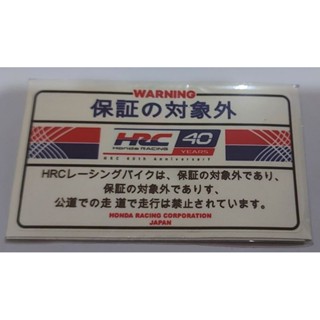 WARNING
保証の対象外
HRC 40
Honda RACING YEARS
HRC 40th Anniversary
HRCレーシングバイクは、保証の対象外であり、
保証の対象外でありす、
公道での走 道で走行は禁止されています。
HONDA RACING CORPORATION
JAPAN